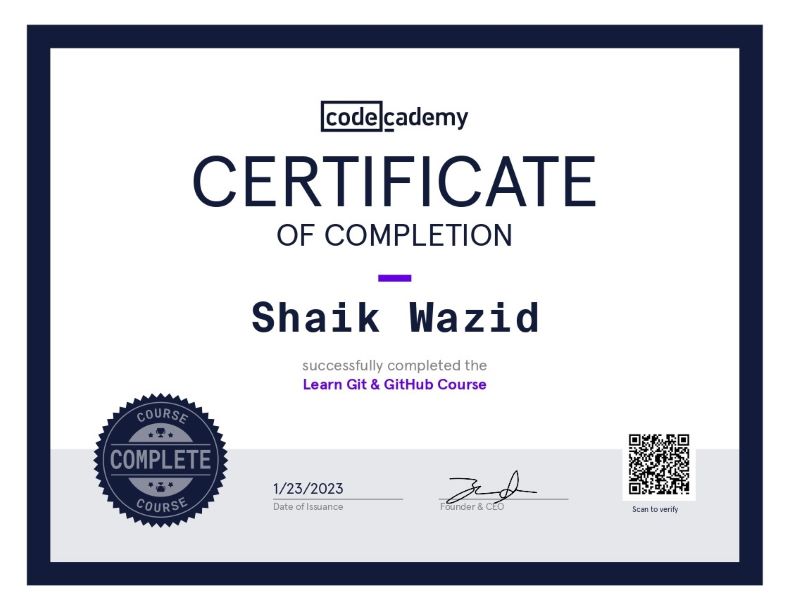 codecademy
CERTIFICATE
OF COMPLETION
Shaik Wazid
successfully completed the
Learn Git & GitHub Course
COURSE
COMPLETE
COURSE
1/23/2023
Date of Issuance
Founder & CEO
Scan to verify